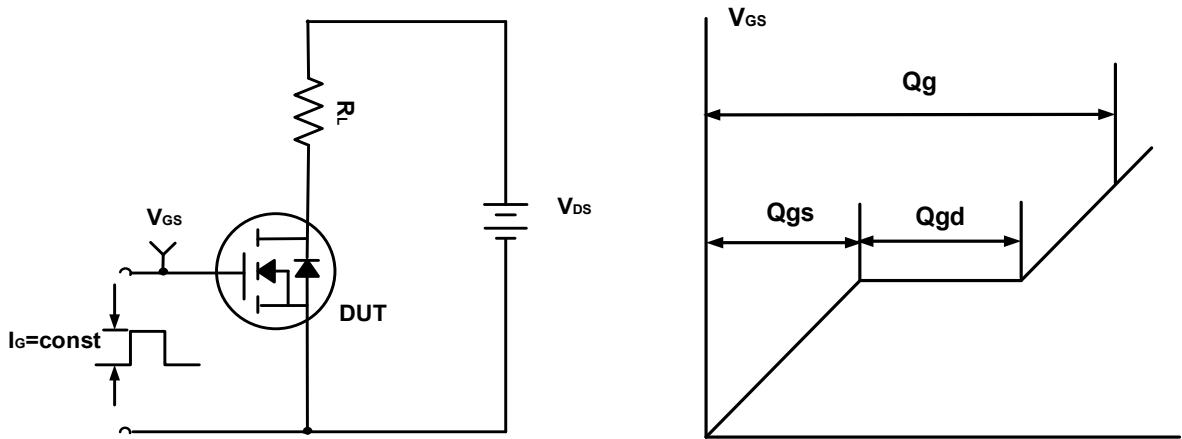 RL
VGS
VDS
DUT
IG=const
VGS
Qg
Qgs
Qgd